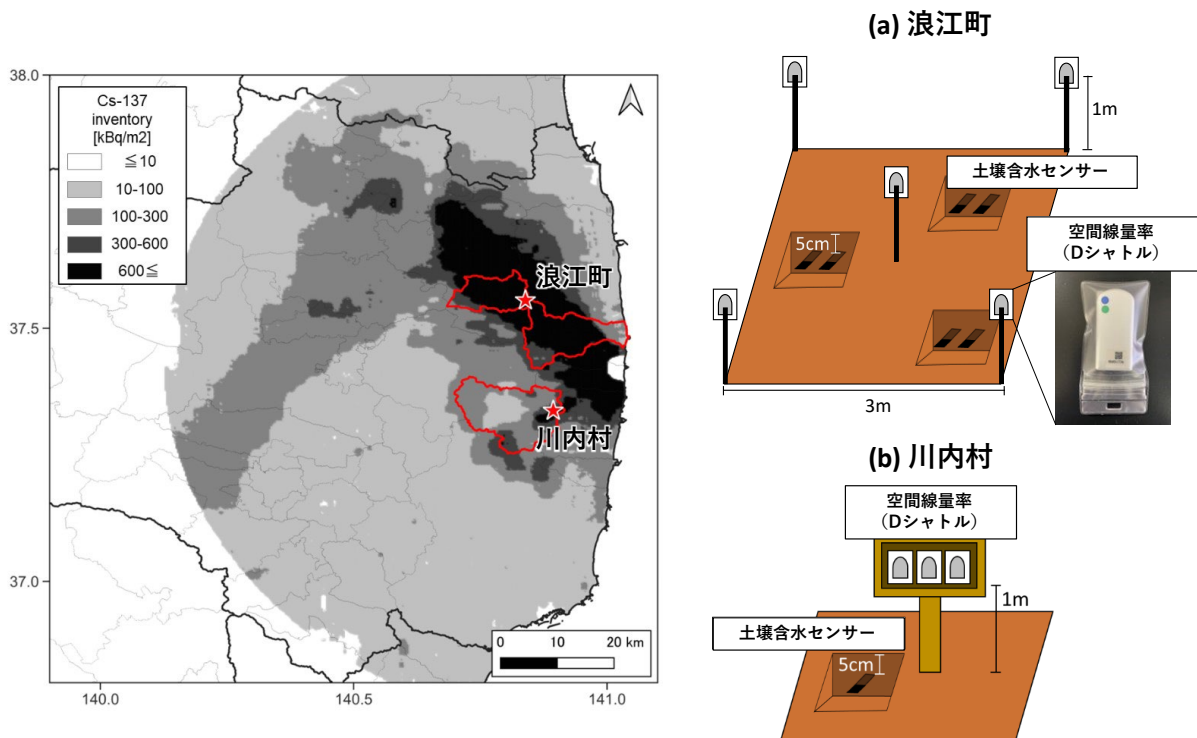 38.0
37.5
37.0
140.0
140.5
141.0
Cs-137
inventory
[kBq/m2]
≦10
10-100
100-300
300-600
600≦
浪江町
川内村
0 10 20 km
(a) 浪江町
1m
土壌含水センサー
5cm
空間線量率
（Dシャトル）
3m
(b) 川内村
空間線量率
（Dシャトル）
1m
土壌含水センサー
5cm